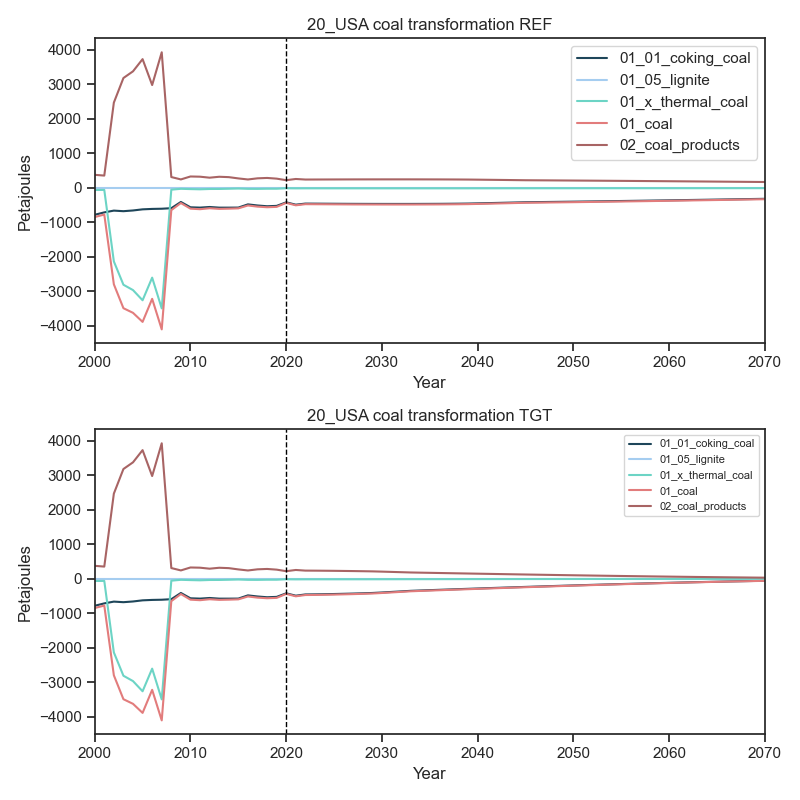 20_USA coal transformation REF
4000
3000
2000
1000
0
−1000
−2000
−3000
−4000
Petajoules
01_01_coking_coal
01_05_lignite
01_x_thermal_coal
01_coal
02_coal_products
2000 2010 2020 2030 2040 2050 2060 2070
Year
20_USA coal transformation TGT
4000
3000
2000
1000
0
−1000
−2000
−3000
−4000
Petajoules
01_01_coking_coal
01_05_lignite
01_x_thermal_coal
01_coal
02_coal_products
2000 2010 2020 2030 2040 2050 2060 2070
Year